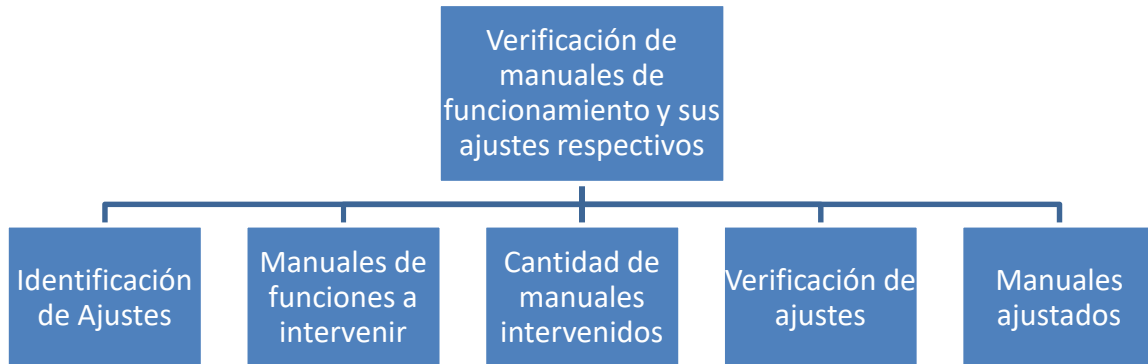 Verificación de
manuales de
funcionamiento y sus
ajustes respectivos
Identificación
de Ajustes
Manuales de
funciones a
intervenir
Cantidad de
manuales
intervenidos
Verificación de
ajustes
Manuales
ajustados